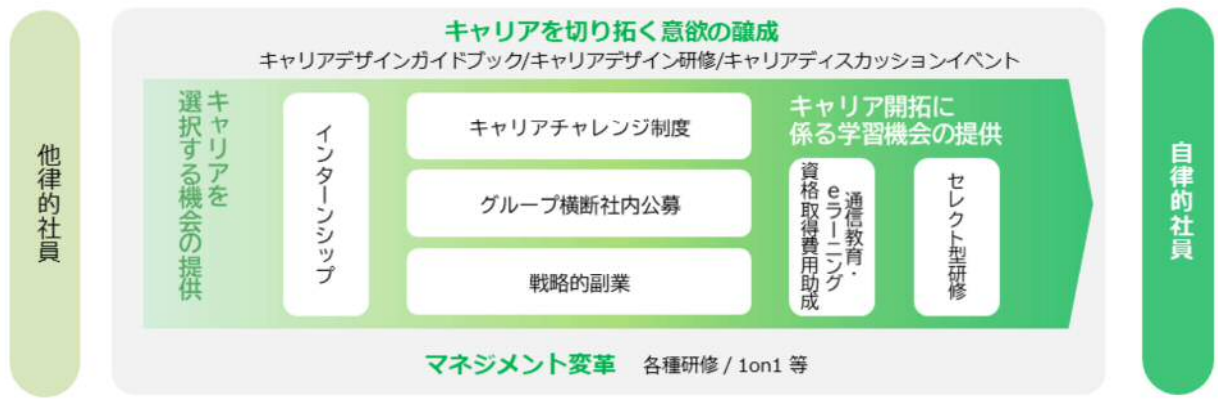 他律的社員
キャリアを切り拓く意欲の醸成
キャリアデザインガイドブック/キャリアデザイン研修/キャリアディスカッションイベント
キャリアを
選択する機会の提供
インターンシップ
キャリアチャレンジ制度
グループ横断社内公募
戦略的副業
キャリア開拓に
係る学習機会の提供
通信教育・
eラーニング
資格取得費用助成
セレクト型研修
マネジメント変革 各種研修 / 1on1 等
自律的社員